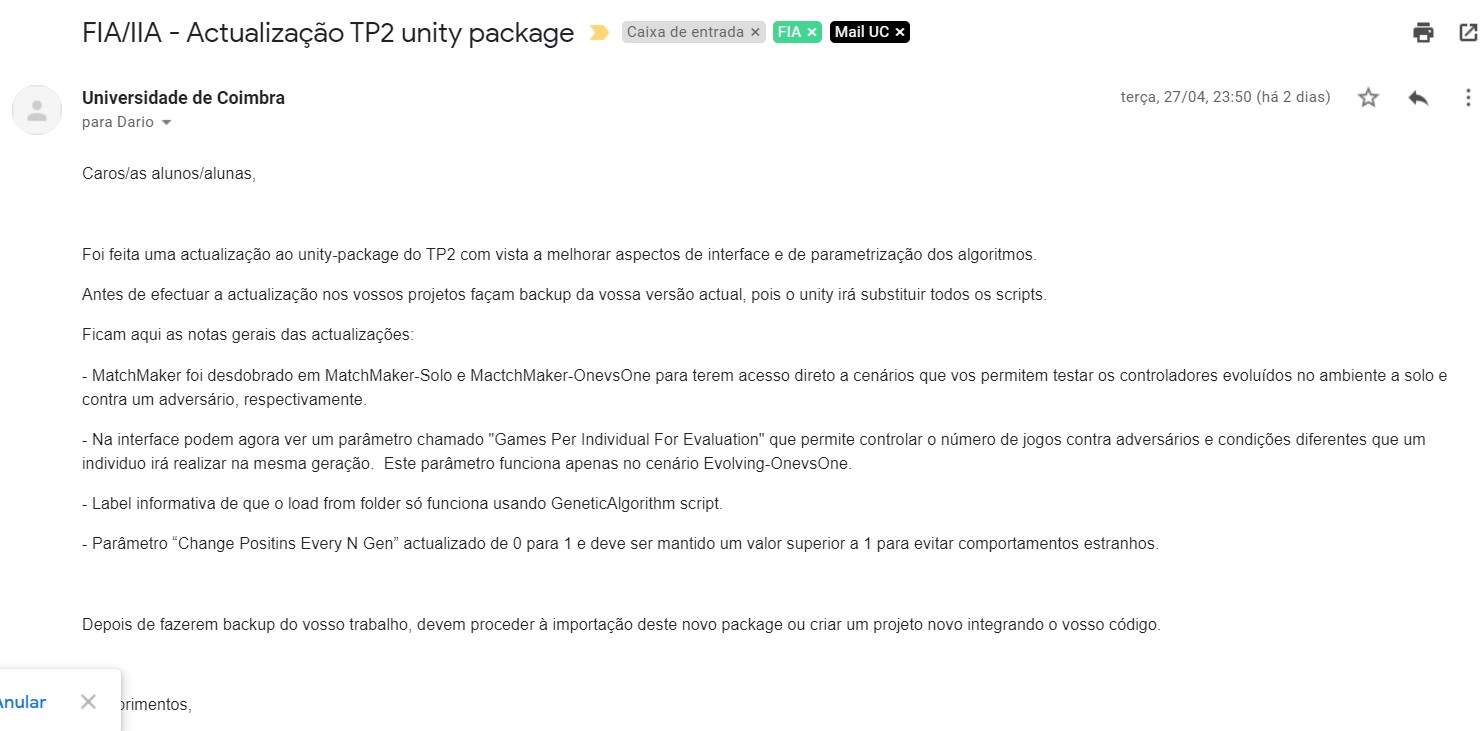 FIA/IIA - Actualização TP2 unity package Caixa de entrada × FIA × Mail UC ×
Universidade de Coimbra terça, 27/04, 23:50 (há 2 dias)
para Dario
Caros/as alunos/alunas,
Foi feita uma actualização ao unity-package do TP2 com vista a melhorar aspectos de interface e de parametrização dos algoritmos.
Antes de efectuar a actualização nos vossos projetos façam backup da vossa versão actual, pois o unity irá substituir todos os scripts.
Ficam aqui as notas gerais das actualizações:
- MatchMaker foi desdobrado em MatchMaker-Solo e MactchMaker-OnevsOne para terem acesso direto a cenários que vos permitem testar os controladores evoluídos no ambiente a solo e
contra um adversário, respectivamente.
- Na interface podem agora ver um parâmetro chamado "Games Per Individual For Evaluation" que permite controlar o número de jogos contra adversários e condições diferentes que um
individuo irá realizar na mesma geração.  Este parâmetro funciona apenas no cenário Evolving-OnevsOne.
- Label informativa de que o load from folder só funciona usando GeneticAlgorithm script.
- Parâmetro “Change Positins Every N Gen” actualizado de 0 para 1 e deve ser mantido um valor superior a 1 para evitar comportamentos estranhos.
Depois de fazerem backup do vosso trabalho, devem proceder à importação deste novo package ou criar um projeto novo integrando o vosso código.
Anular
primentos,